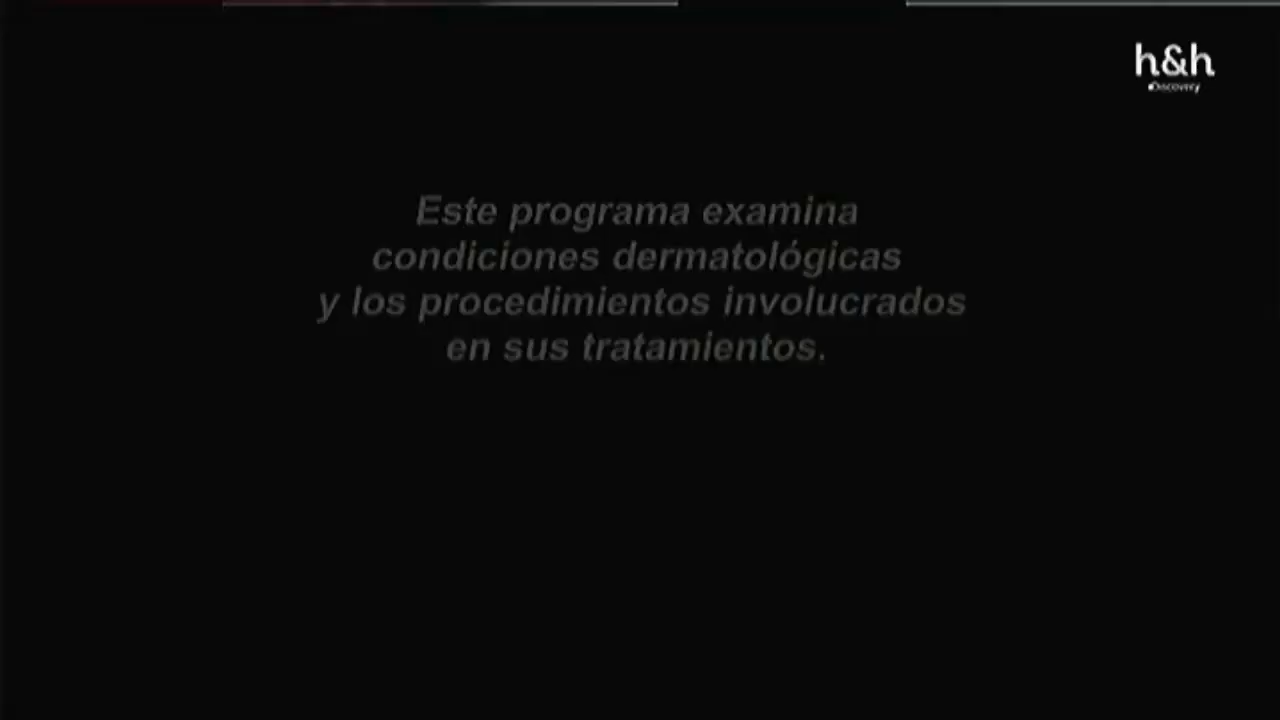 h&h
Discovery
Este programa examina
condiciones dermatológicas
y los procedimientos involucrados
en sus tratamientos.